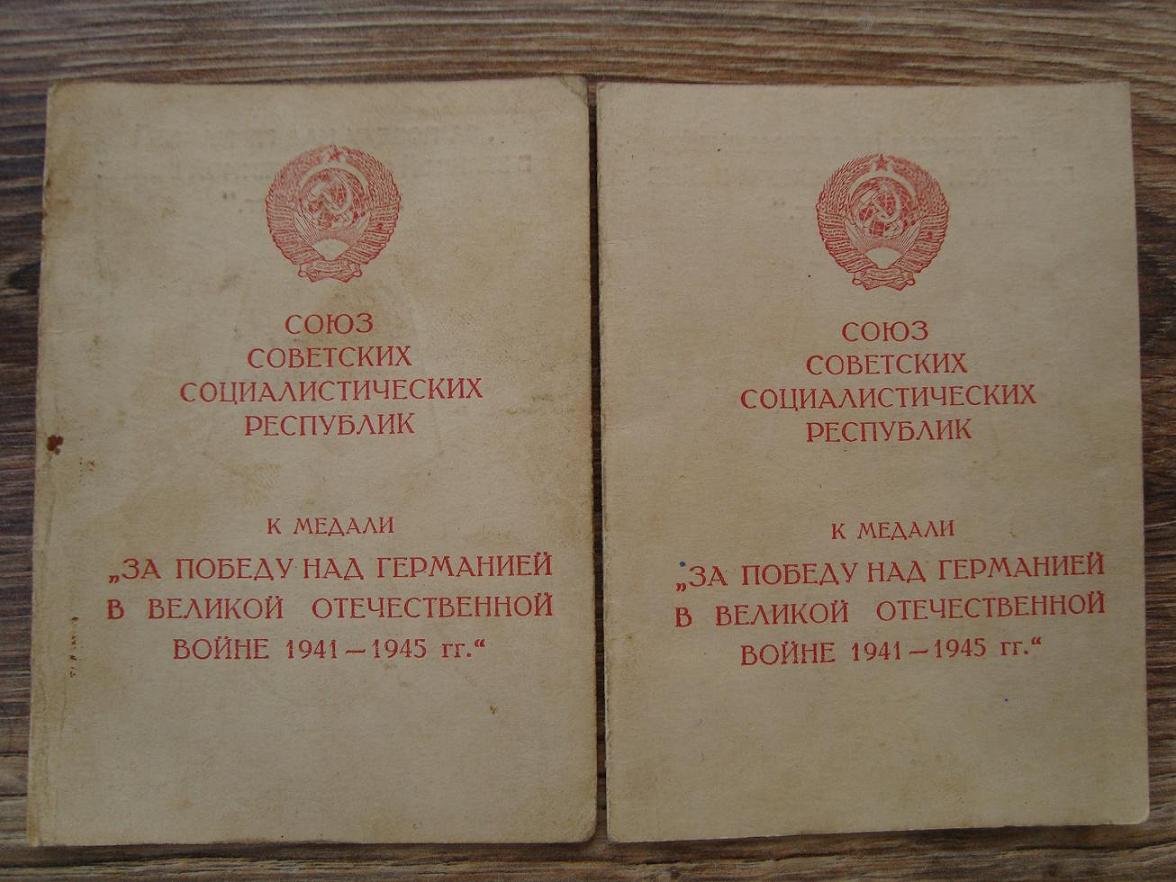 СОЮЗ
СОВЕТСКИХ
СОЦИАЛИСТИЧЕСКИХ
РЕСПУБЛИК
К МЕДАЛИ
„ЗА ПОБЕДУ НАД ГЕРМАНИЕЙ
В ВЕЛИКОЙ ОТЕЧЕСТВЕННОЙ
ВОЙНЕ 1941—1945 гг.“
СОЮЗ
СОВЕТСКИХ
СОЦИАЛИСТИЧЕСКИХ
РЕСПУБЛИК
К МЕДАЛИ
„ЗА ПОБЕДУ НАД ГЕРМАНИЕЙ
В ВЕЛИКОЙ ОТЕЧЕСТВЕННОЙ
ВОЙНЕ 1941—1945 гг.“